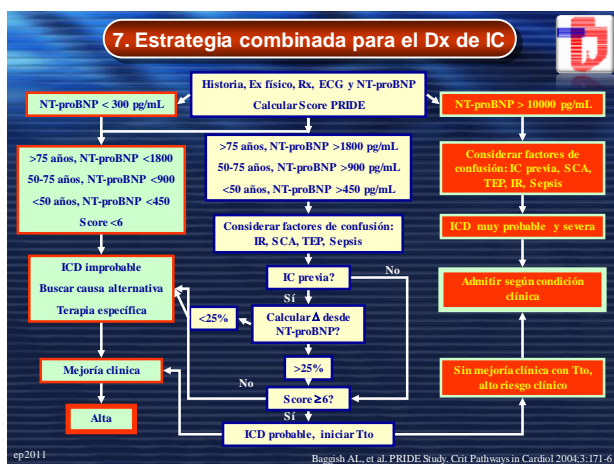 7. Estrategia combinada para el Dx de IC
Historia, Ex físico, Rx, ECG y NT-proBNP
Calcular Score PRIDE
NT-proBNP < 300 pg/mL
NT-proBNP > 10000 pg/mL
>75 años, NT-proBNP <1800
50-75 años, NT-proBNP <900
<50 años, NT-proBNP <450
Score <6
>75 años, NT-proBNP >1800 pg/mL
50-75 años, NT-proBNP >900 pg/mL
<50 años, NT-proBNP >450 pg/mL
Considerar factores de
confusión: IC previa, SCA,
TEP, IR, Sepsis
Considerar factores de confusión:
IR, SCA, TEP, Sepsis
ICD muy probable y severa
ICD improbable
Buscar causa alternativa
Terapia específica
IC previa?
No
Sí
Admitir según condición
clínica
<25%
Calcular Δ desde
NT-proBNP?
>25%
Mejoría clinica
No
Score ≥6?
Sin mejoría clínica con Tto,
alto riesgo clínico
Sí
Alta
ICD probable, iniciar Tto
ep2011
Baggish AL, et al. PRIDE Study. Crit Pathways in Cardiol 2004;3:171-6